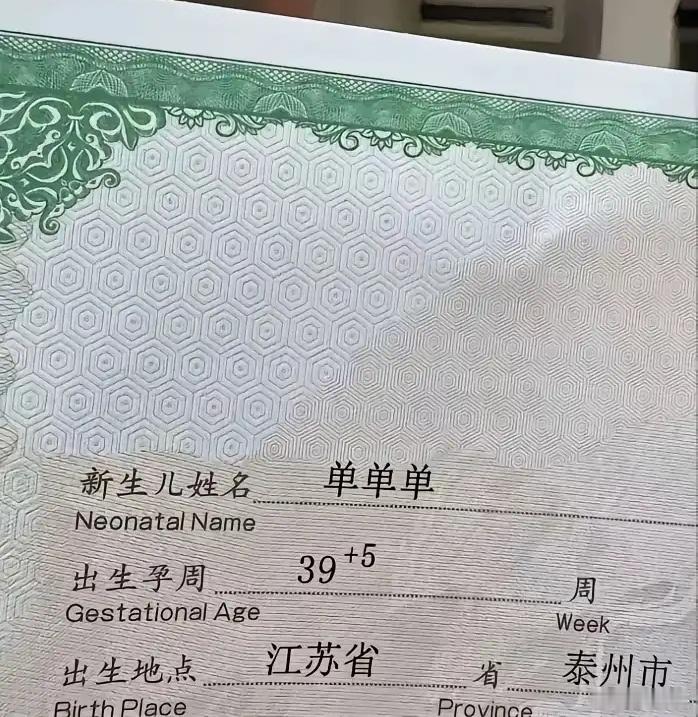 新生儿姓名 单单单
Neonatal Name
出生孕周 39+5 周
Gestational Age Week
出生地点 江苏省 省 泰州市
Birth Place Province